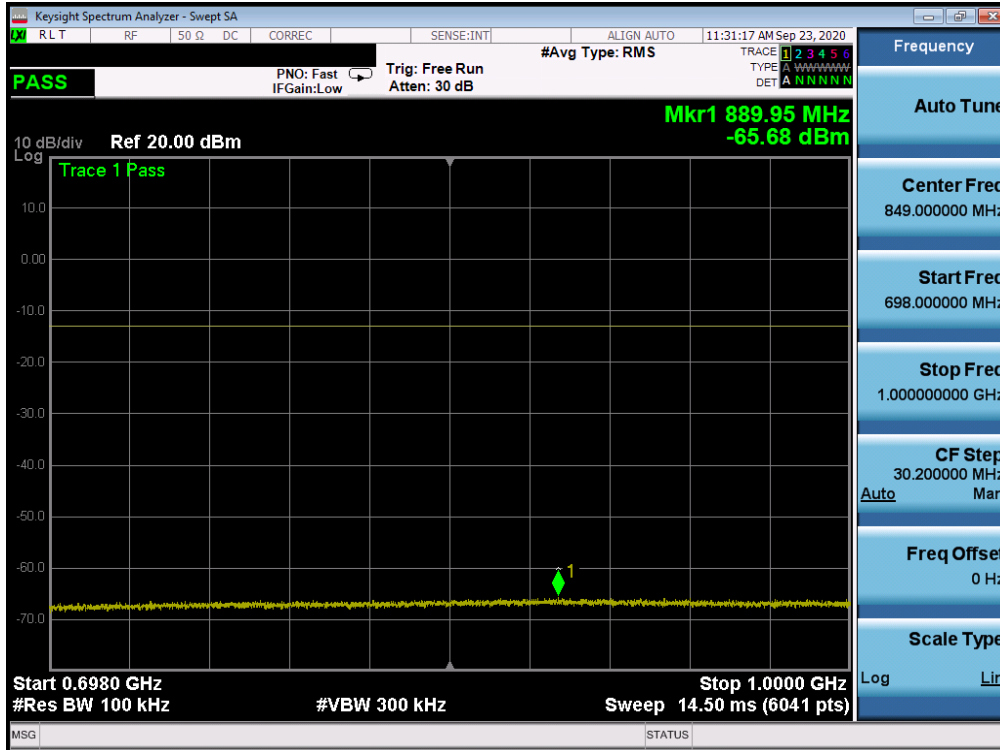 Keysight Spectrum Analyzer - Swept SA
LXI RLT RF 50 Ω DC CORREC SENSE:INT ALIGN AUTO 11:31:17 AM Sep 23, 2020
Frequency
#Avg Type: RMS
TRACE 1 2 3 4 5 6
TYPE A WWWWW
DET A N N N N N
PASS
PNO: Fast
IFGain:Low
Trig: Free Run
Atten: 30 dB
Auto Tune
Mkr1 889.95 MHz
-65.68 dBm
10 dB/div
Log
Ref 20.00 dBm
Trace 1 Pass
10.0
0.00
-10.0
-20.0
-30.0
-40.0
-50.0
-60.0
-70.0
1
Center Freq
849.000000 MHz
Start Freq
698.000000 MHz
Stop Freq
1.000000000 GHz
CF Step
30.200000 MHz
Auto Man
Freq Offset
0 Hz
Scale Type
Log Lin
Start 0.6980 GHz
Stop 1.0000 GHz
#Res BW 100 kHz
#VBW 300 kHz
Sweep 14.50 ms (6041 pts)
MSG
STATUS